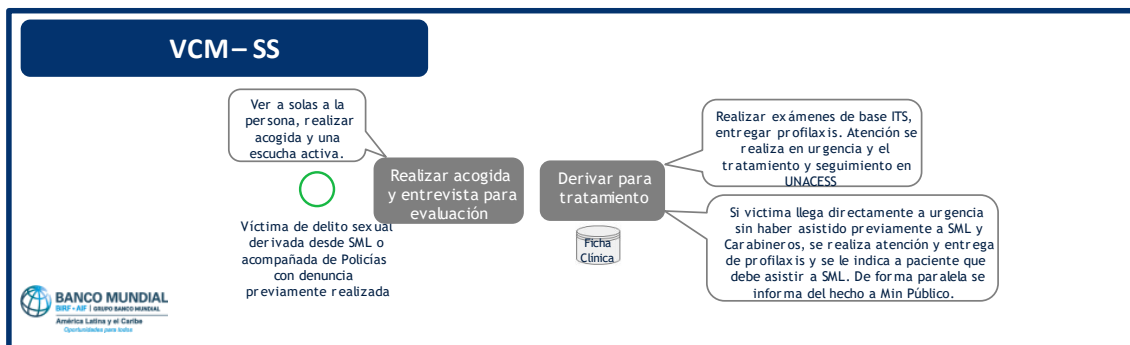 VCM – SS
Ver a solas a la
persona, realizar
acogida y una
escucha activa.
Víctima de delito sexual
derivada desde SML o
acompañada de Policías
con denuncia
previamente realizada
Realizar acogida
y entrevista para
evaluación
Derivar para
tratamiento
Ficha
Clínica
Realizar exámenes de base ITS,
entregar profilaxis. Atención se
realiza en urgencia y el
tratamiento y seguimiento en
UNACESS
Si victima llega directamente a urgencia
sin haber asistido previamente a SML y
Carabineros, se realiza atención y entrega
de profilaxis y se le indica a paciente que
debe asistir a SML. De forma paralela se
informa del hecho a Min Público.
BANCO MUNDIAL
BIRF • AIF | GRUPO BANCO MUNDIAL
América Latina y el Caribe
Oportunidades para todos